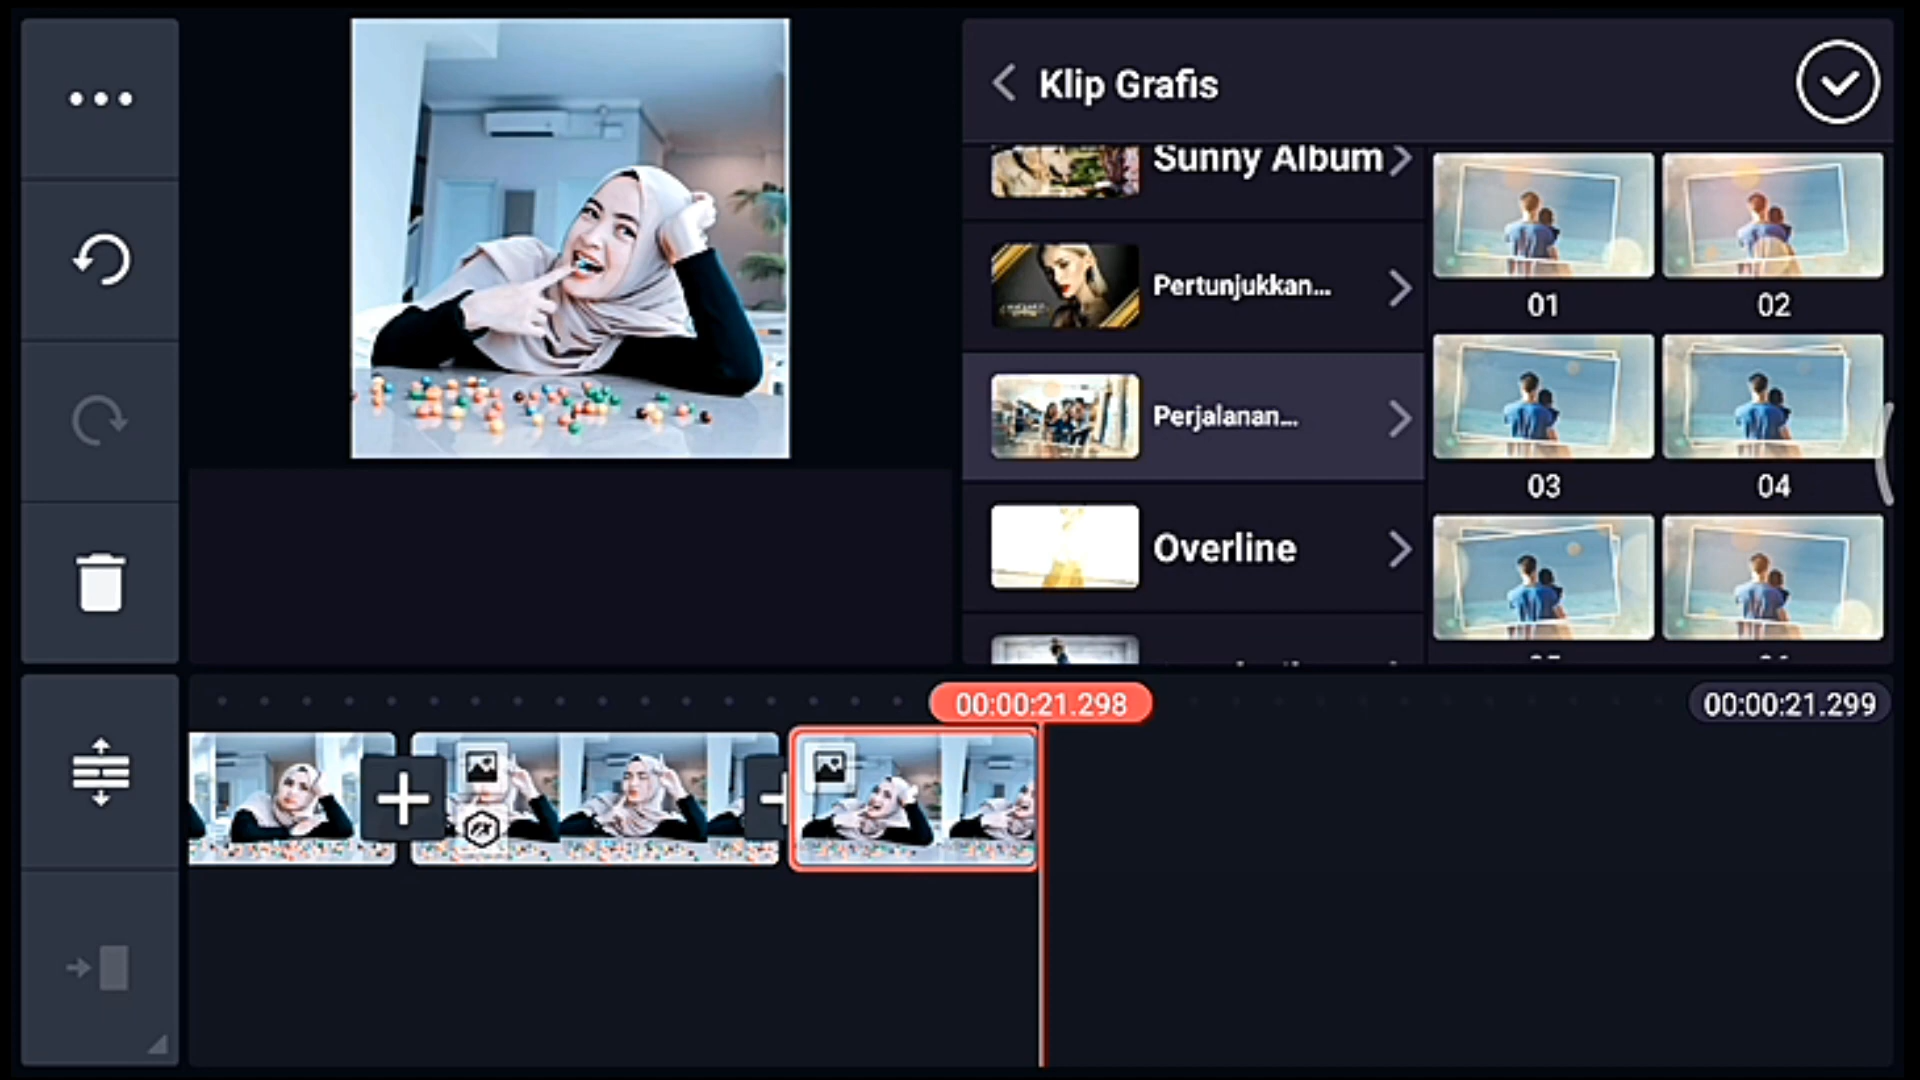 Klip Grafis
Sunny Album
Pertunjukkan...
Perjalanan...
Overline
01
02
03
04
00:00:21.298
00:00:21.299